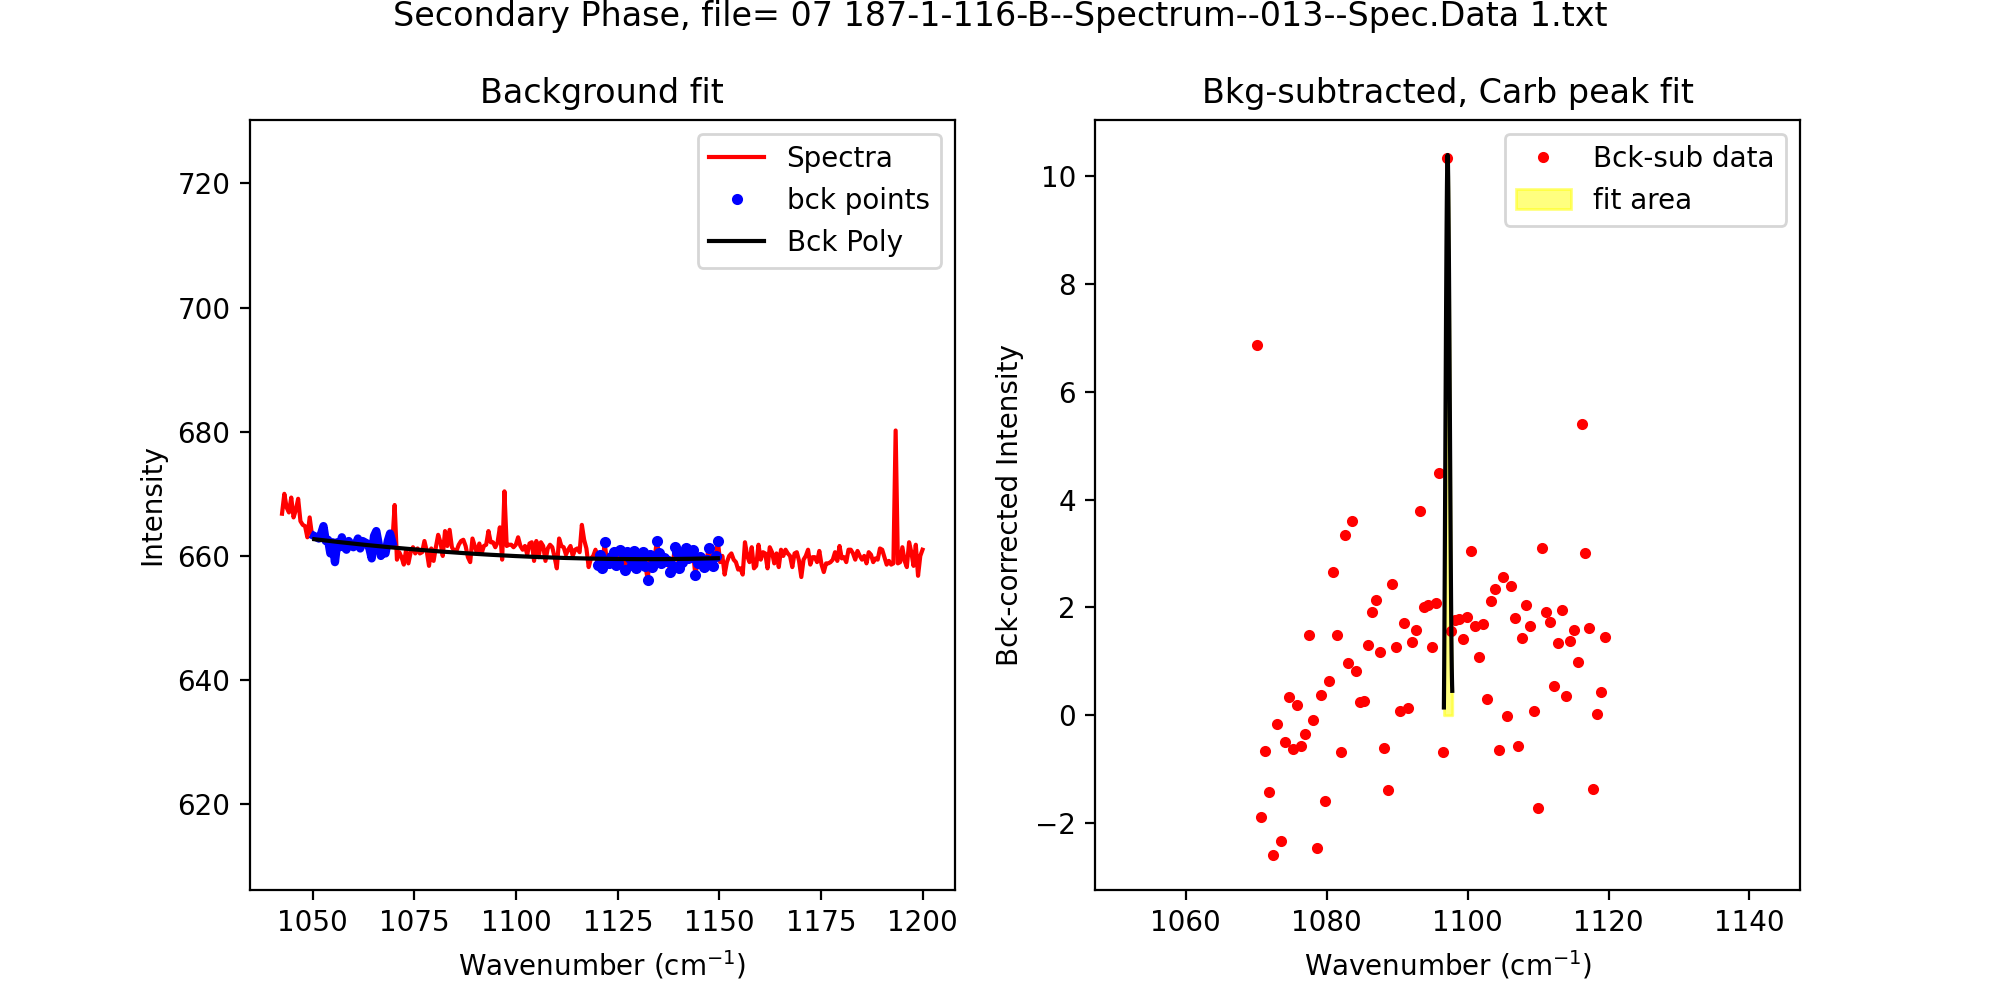 Secondary Phase, file= 07 187-1-116-B--Spectrum--013--Spec.Data 1.txt
Background fit
Spectra
bck points
Bck Poly
Intensity
720
700
680
660
640
620
1050 1075 1100 1125 1150 1175 1200
Wavenumber (cm⁻¹)
Bkg-subtracted, Carb peak fit
Bck-sub data
fit area
Bck-corrected Intensity
10
8
6
4
2
0
−2
1060 1080 1100 1120 1140
Wavenumber (cm⁻¹)